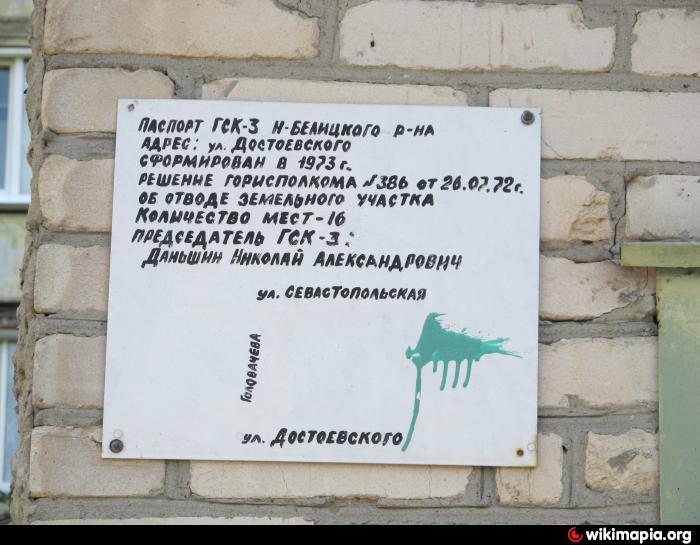 ПАСПОРТ ГСК-3 Н-БЕЛИЦКОГО Р-НА
АДРЕС: ул. ДОСТОЕВСКОГО
СФОРМИРОВАН В 1973 г.
РЕШЕНИЕ ГОРИСПОЛКОМА №386 от 26.07.72г.
ОБ ОТВОДЕ ЗЕМЕЛЬНОГО УЧАСТКА
КОЛИЧЕСТВО МЕСТ-16
ПРЕДСЕДАТЕЛЬ ГСК-3:
ДАНЬШИН НИКОЛАЙ АЛЕКСАНДРОВИЧ
ул. СЕВАСТОПОЛЬСКАЯ
ГОЛОВАЧЕВА
ул. ДОСТОЕВСКОГО
wikimapia.org